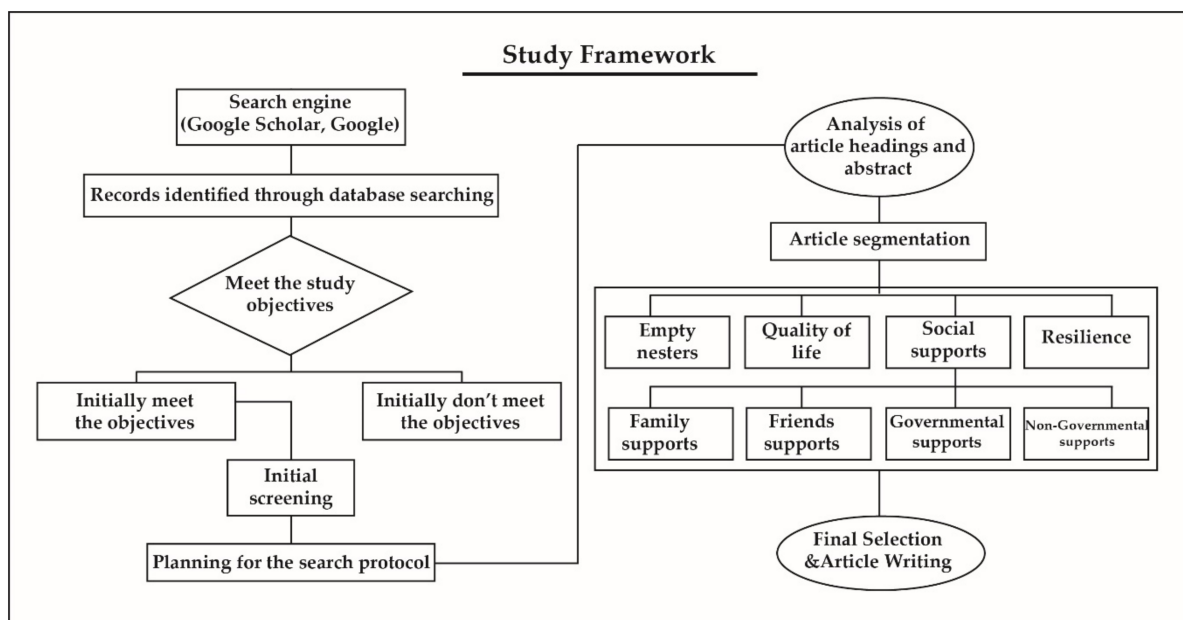 Study Framework
Search engine
(Google Scholar, Google)
Records identified through database searching
Meet the study
objectives
Initially meet
the objectives
Initially don't meet
the objectives
Initial
screening
Planning for the search protocol
Analysis of
article headings and
abstract
Article segmentation
Empty
nesters
Quality of
life
Social
supports
Resilience
Family
supports
Friends
supports
Governmental
supports
Non-Governmental
supports
Final Selection
&Article Writing